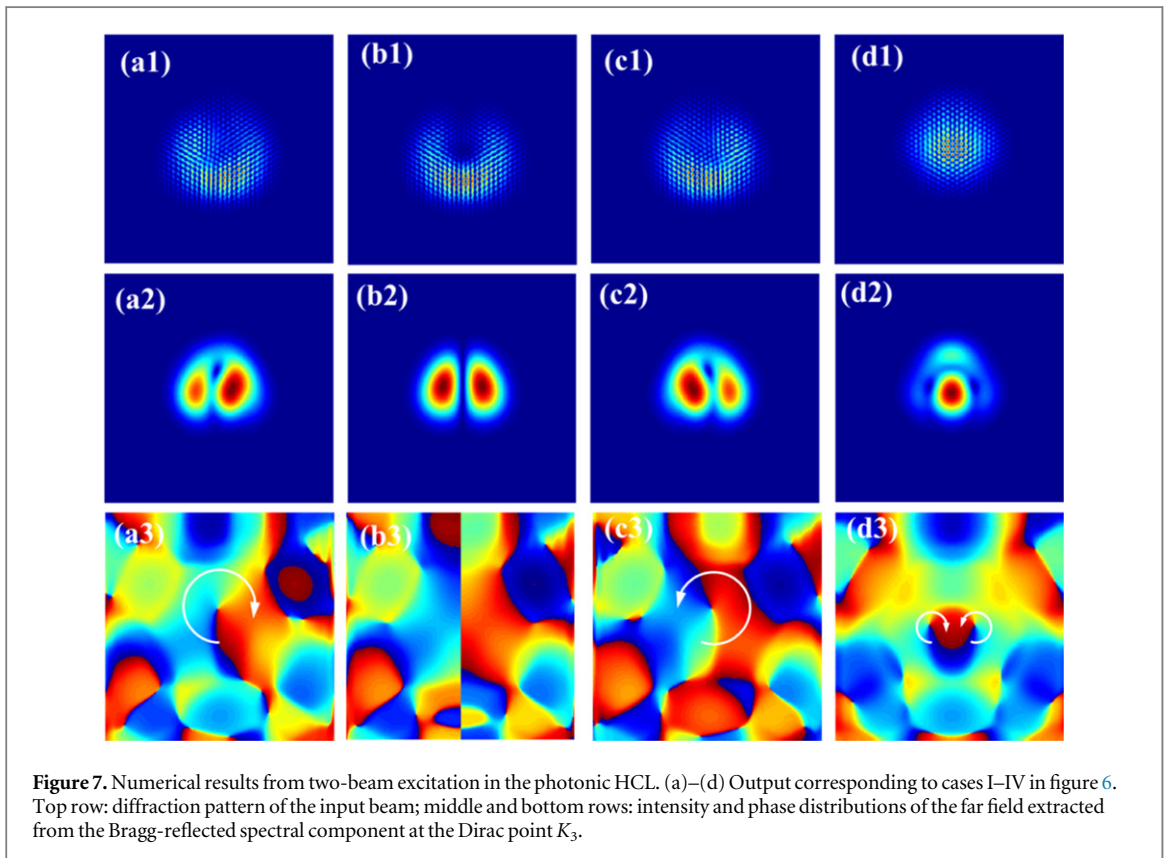 (a1) (b1) (c1) (d1)
(a2) (b2) (c2) (d2)
(a3) (b3) (c3) (d3)
Figure 7. Numerical results from two-beam excitation in the photonic HCL. (a)–(d) Output corresponding to cases I–IV in figure 6.
Top row: diffraction pattern of the input beam; middle and bottom rows: intensity and phase distributions of the far field extracted
from the Bragg-reflected spectral component at the Dirac point K₃.